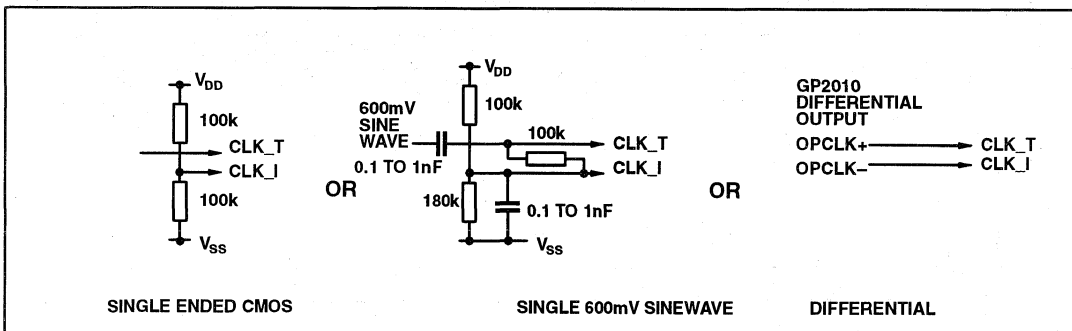 V_DD
100k
CLK_T
CLK_I
100k
V_SS
SINGLE ENDED CMOS
OR
V_DD
100k
600mV
SINE
WAVE
0.1 TO 1nF
100k
CLK_T
CLK_I
180k
0.1 TO 1nF
V_SS
SINGLE 600mV SINEWAVE
OR
GP2010
DIFFERENTIAL
OUTPUT
OPCLK+
CLK_T
OPCLK–
CLK_I
DIFFERENTIAL